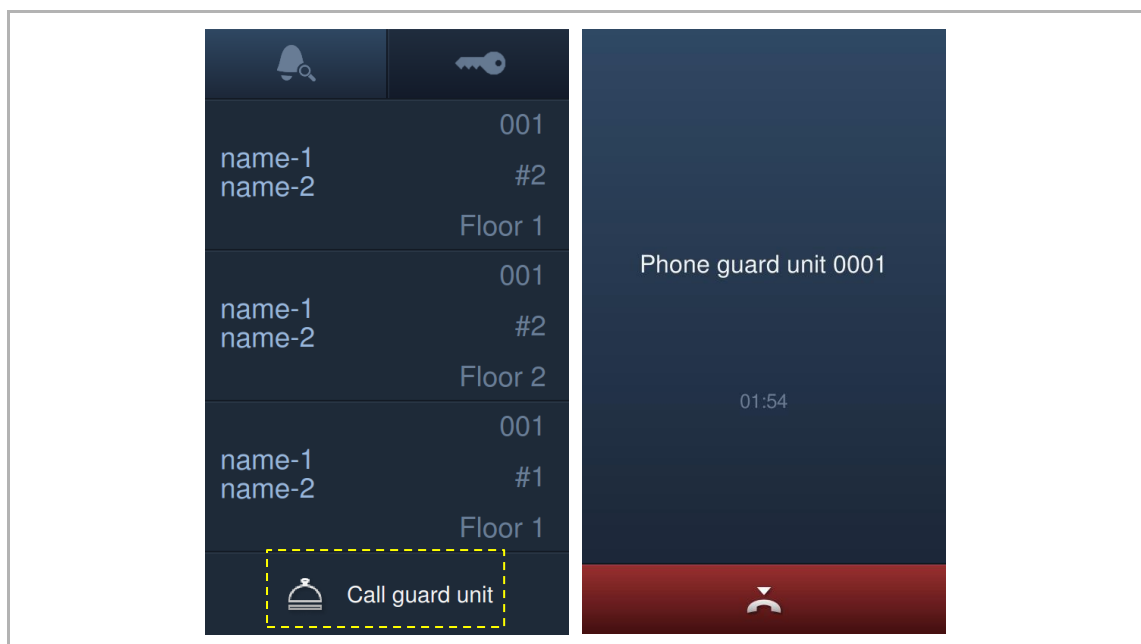 001
name-1
name-2
#2
Floor 1
001
name-1
name-2
#2
Floor 2
001
name-1
name-2
#1
Floor 1
Call guard unit
Phone guard unit 0001
01:54